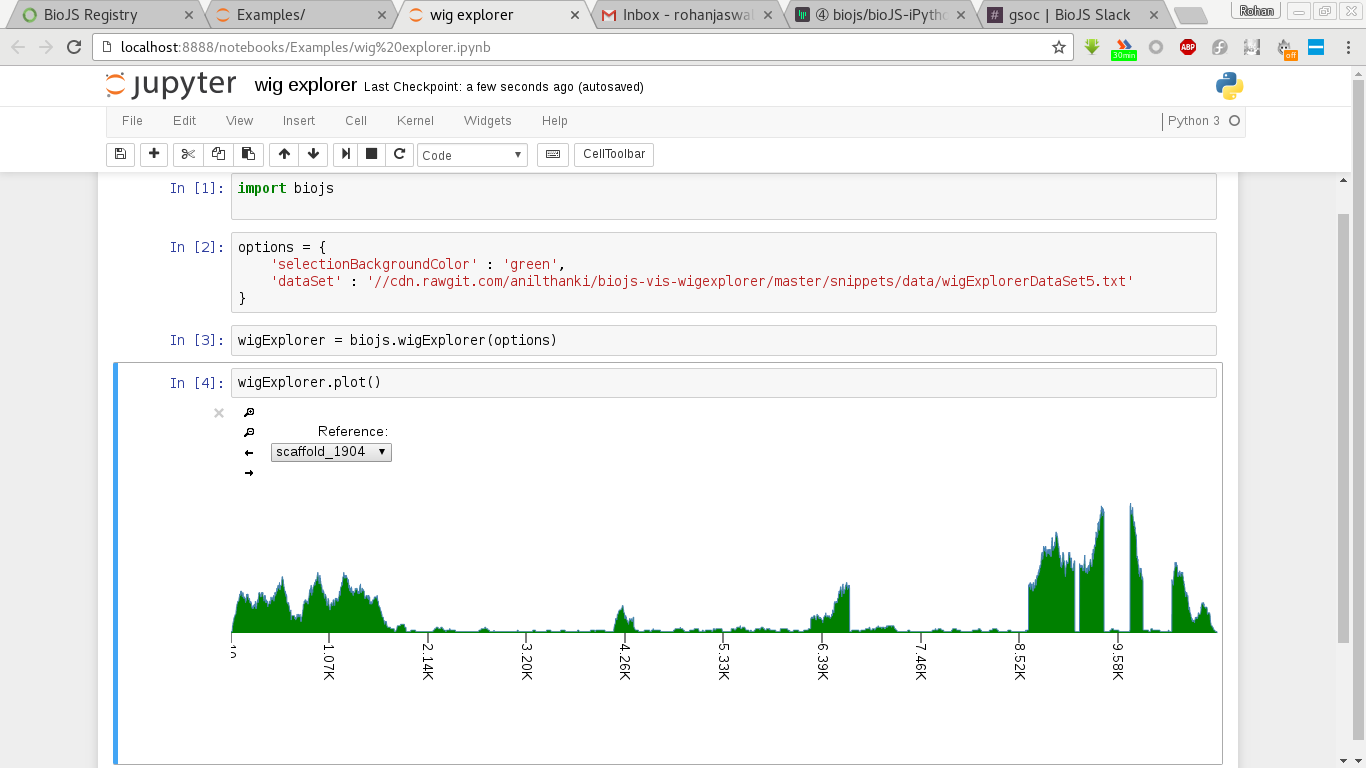 BioJS Registry
Examples/
wig explorer
Inbox - rohanjaswal
④ biojs/bioJS-iPytho
gsoc | BioJS Slack
Rohan
localhost:8888/notebooks/Examples/wig%20explorer.ipynb
30min
ABP
off
jupyter wig explorer Last Checkpoint: a few seconds ago (autosaved)
File Edit View Insert Cell Kernel Widgets Help Python 3
Code CellToolbar
In [1]: import biojs
In [2]: options = {
'selectionBackgroundColor' : 'green',
'dataSet' : '//cdn.rawgit.com/anilthanki/biojs-vis-wigexplorer/master/snippets/data/wigExplorerDataSet5.txt'
}
In [3]: wigExplorer = biojs.wigExplorer(options)
In [4]: wigExplorer.plot()
Reference:
scaffold_1904
10 1.07K 2.14K 3.20K 4.26K 5.33K 6.39K 7.46K 8.52K 9.58K